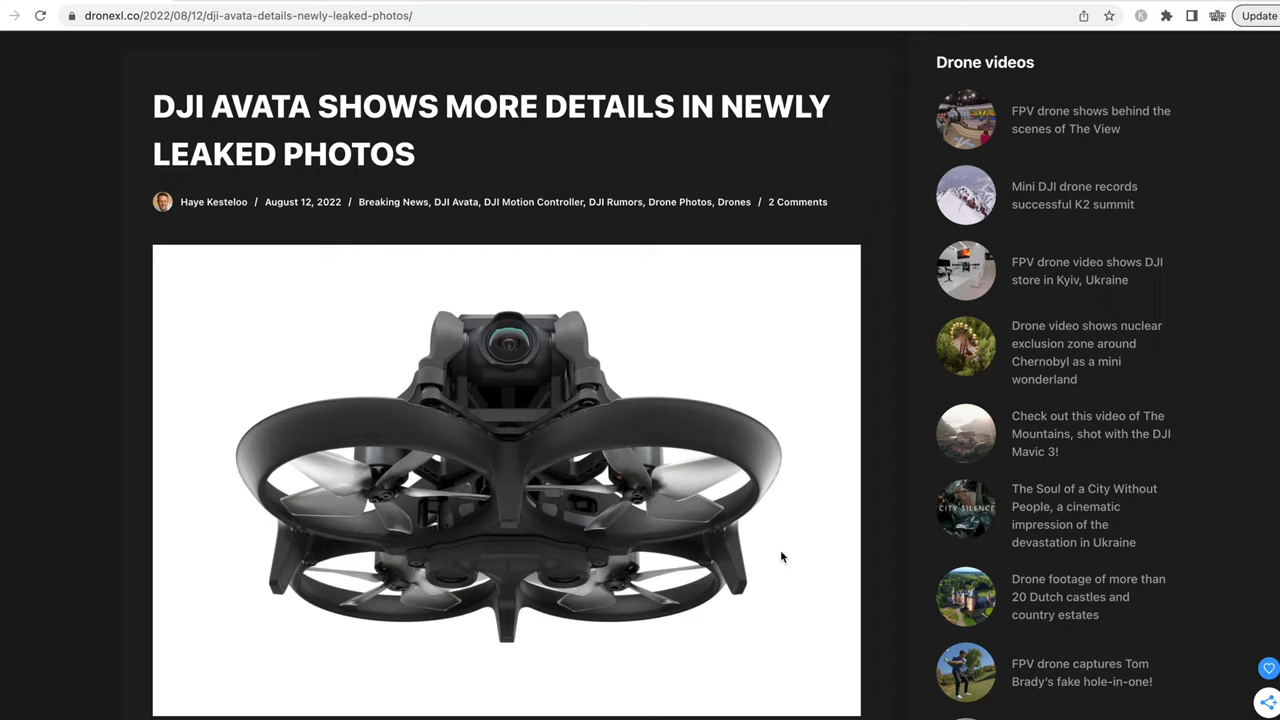 dronexl.co/2022/08/12/dji-avata-details-newly-leaked-photos/
Update
DJI AVATA SHOWS MORE DETAILS IN NEWLY
LEAKED PHOTOS
Haye Kesteloo / August 12, 2022 / Breaking News, DJI Avata, DJI Motion Controller, DJI Rumors, Drone Photos, Drones / 2 Comments
Drone videos
FPV drone shows behind the
scenes of The View
Mini DJI drone records
successful K2 summit
FPV drone video shows DJI
store in Kyiv, Ukraine
Drone video shows nuclear
exclusion zone around
Chernobyl as a mini
wonderland
Check out this video of The
Mountains, shot with the DJI
Mavic 3!
CITY SILENCE
The Soul of a City Without
People, a cinematic
impression of the
devastation in Ukraine
Drone footage of more than
20 Dutch castles and
country estates
FPV drone captures Tom
Brady’s fake hole-in-one!